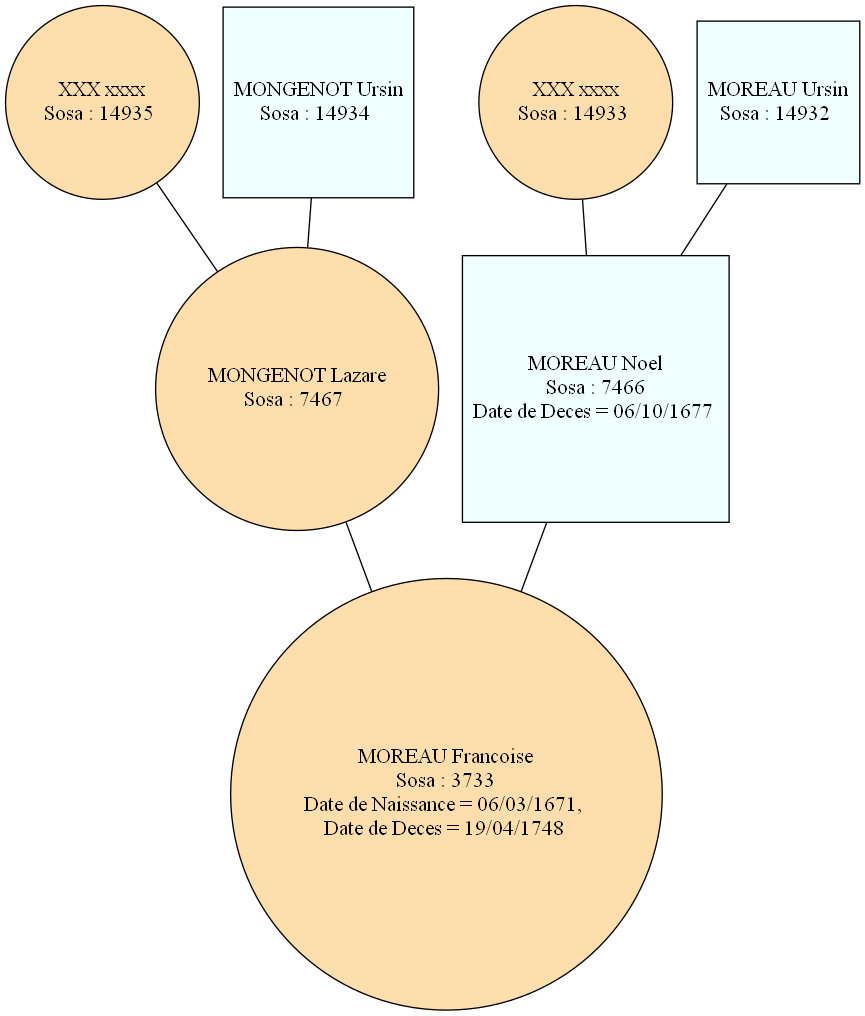 XXX xxxx
Sosa : 14935
MONGENOT Ursin
Sosa : 14934
XXX xxxx
Sosa : 14933
MOREAU Ursin
Sosa : 14932
MONGENOT Lazare
Sosa : 7467
MOREAU Noel
Sosa : 7466
Date de Deces = 06/10/1677
MOREAU Francoise
Sosa : 3733
Date de Naissance = 06/03/1671,
Date de Deces = 19/04/1748